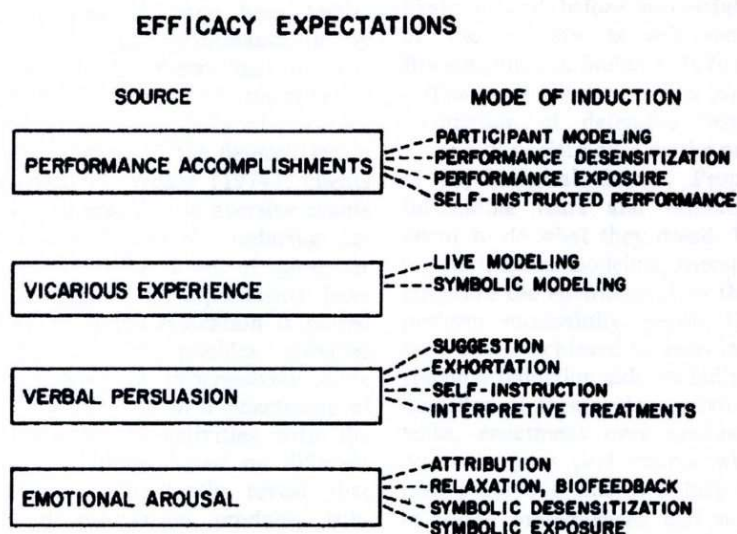 EFFICACY EXPECTATIONS
SOURCE
MODE OF INDUCTION
PERFORMANCE ACCOMPLISHMENTS
PARTICIPANT MODELING
PERFORMANCE DESENSITIZATION
PERFORMANCE EXPOSURE
SELF-INSTRUCTED PERFORMANCE
VICARIOUS EXPERIENCE
LIVE MODELING
SYMBOLIC MODELING
VERBAL PERSUASION
SUGGESTION
EXHORTATION
SELF-INSTRUCTION
INTERPRETIVE TREATMENTS
EMOTIONAL AROUSAL
ATTRIBUTION
RELAXATION, BIOFEEDBACK
SYMBOLIC DESENSITIZATION
SYMBOLIC EXPOSURE